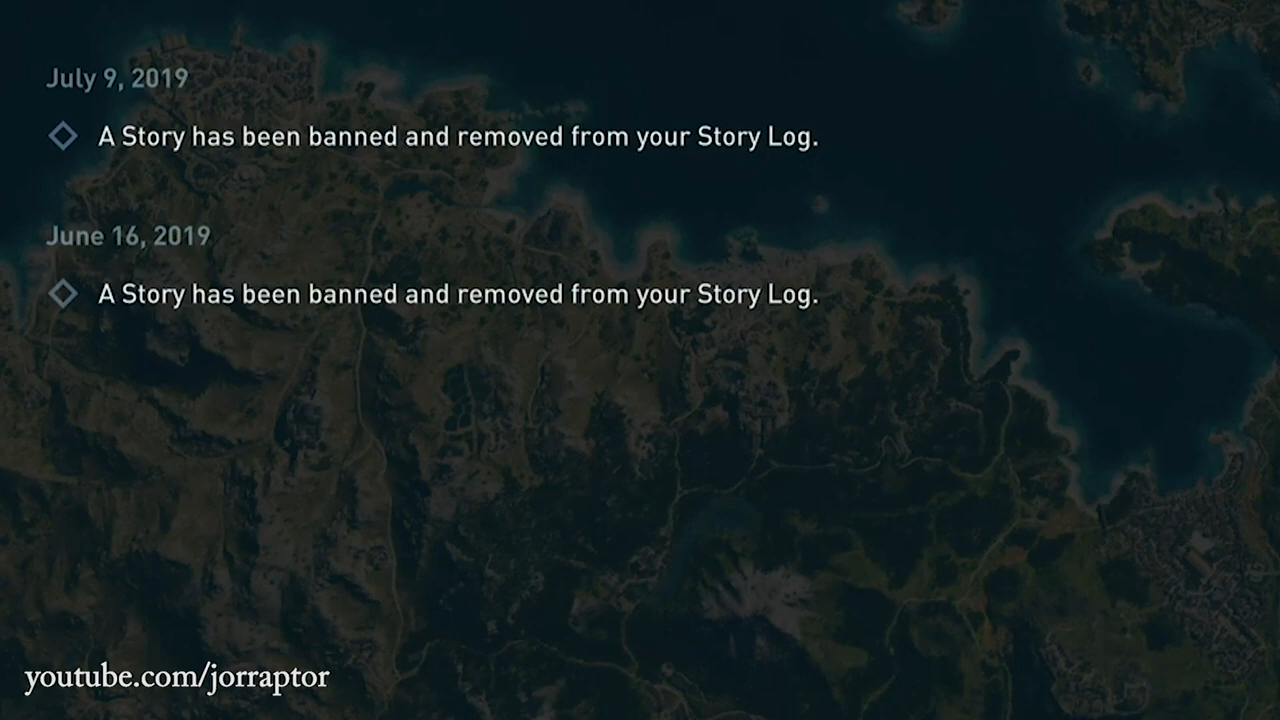 July 9, 2019
A Story has been banned and removed from your Story Log.
June 16, 2019
A Story has been banned and removed from your Story Log.
youtube.com/jorraptor